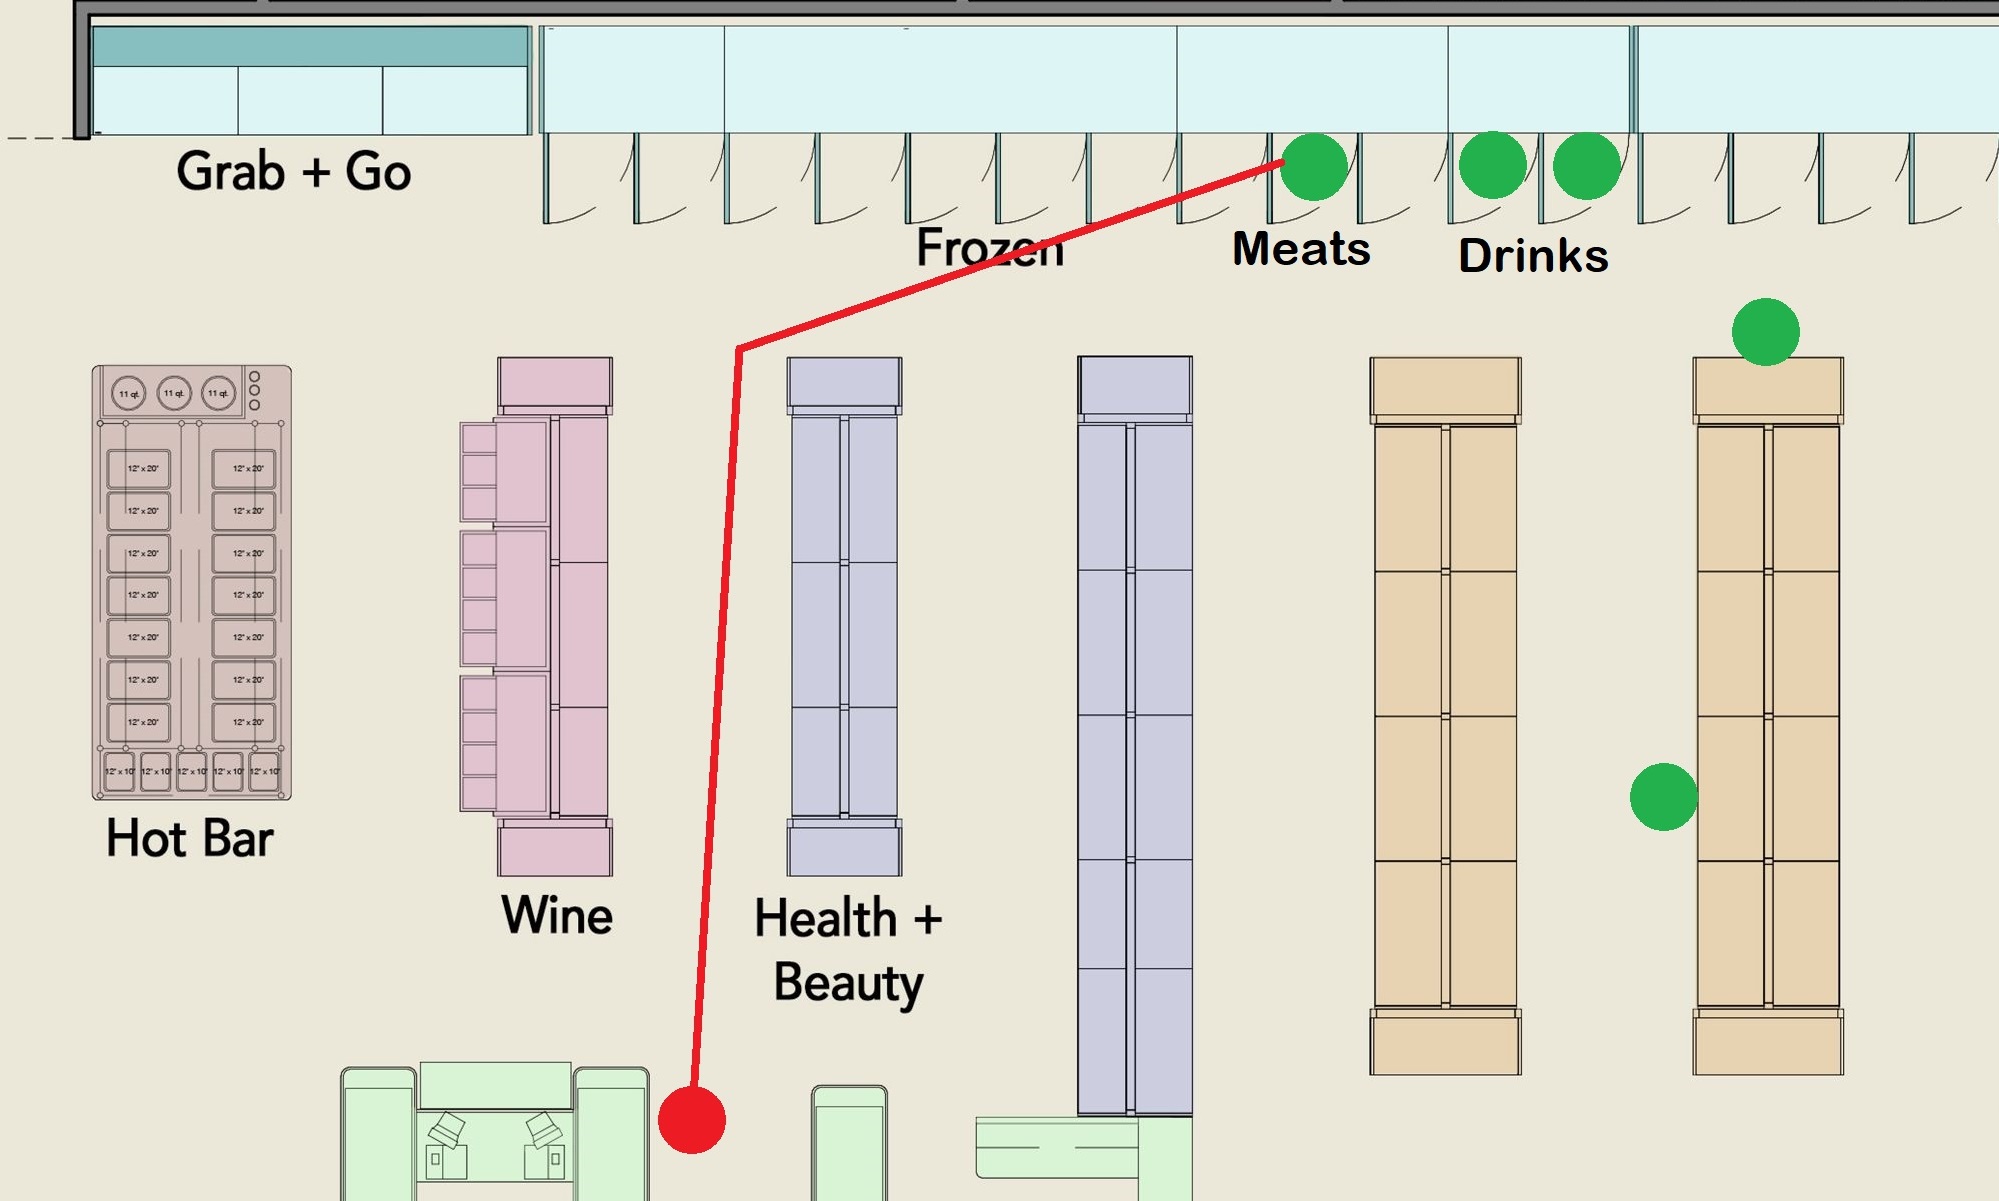 Grab + Go
Frozen
Meats
Drinks
11 qt. 11 qt. 11 qt.
12" x 20" 12" x 20"
12" x 20" 12" x 20"
12" x 20" 12" x 20"
12" x 20" 12" x 20"
12" x 20" 12" x 20"
12" x 20" 12" x 20"
12" x 20" 12" x 20"
12" x 10" 12" x 10" 12" x 10" 12" x 10" 12" x 10"
Hot Bar
Wine
Health +
Beauty